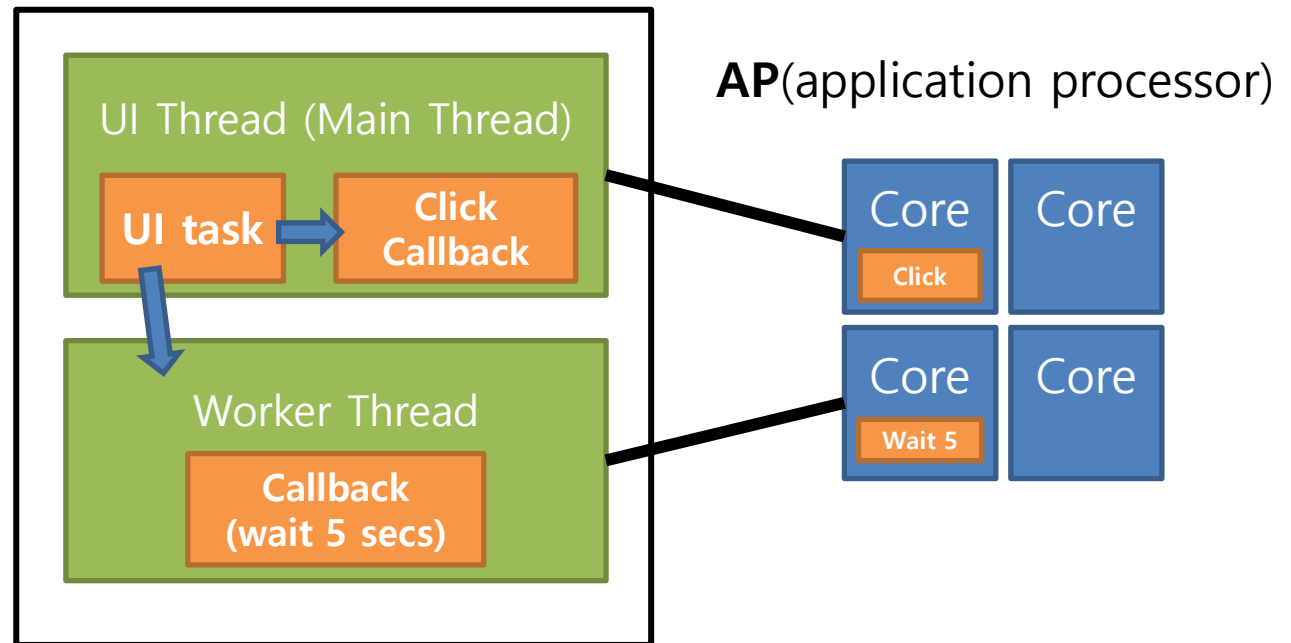 AP(application processor)
UI Thread (Main Thread)
UI task
Click
Callback
Worker Thread
Callback
(wait 5 secs)
Core
Core
Click
Core
Core
Wait 5